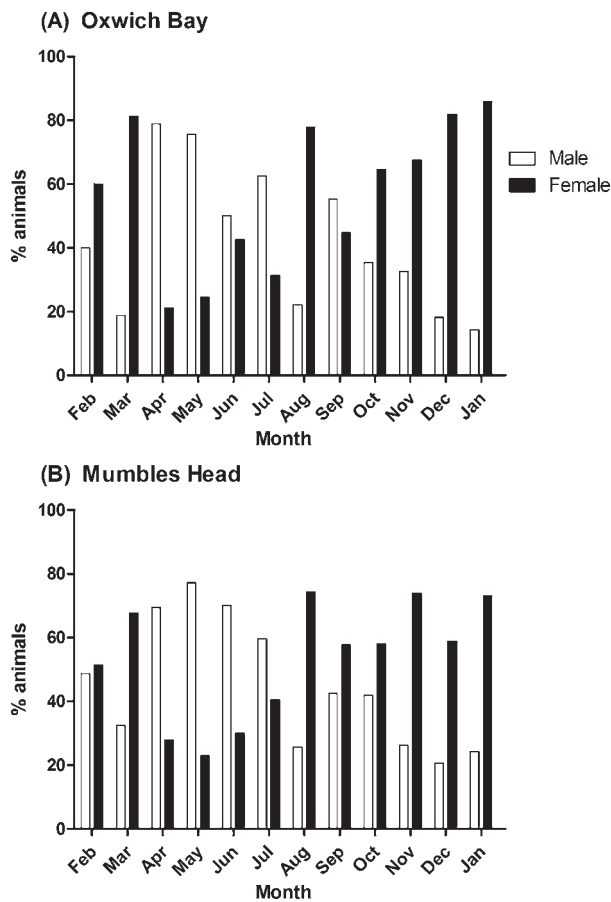 (A) Oxwich Bay
100
80
60
40
20
0
% animals
Male
Female
Feb
Mar
Apr
May
Jun
Jul
Aug
Sep
Oct
Nov
Dec
Jan
Month
(B) Mumbles Head
100
80
60
40
20
0
% animals
Feb
Mar
Apr
May
Jun
Jul
Aug
Sep
Oct
Nov
Dec
Jan
Month